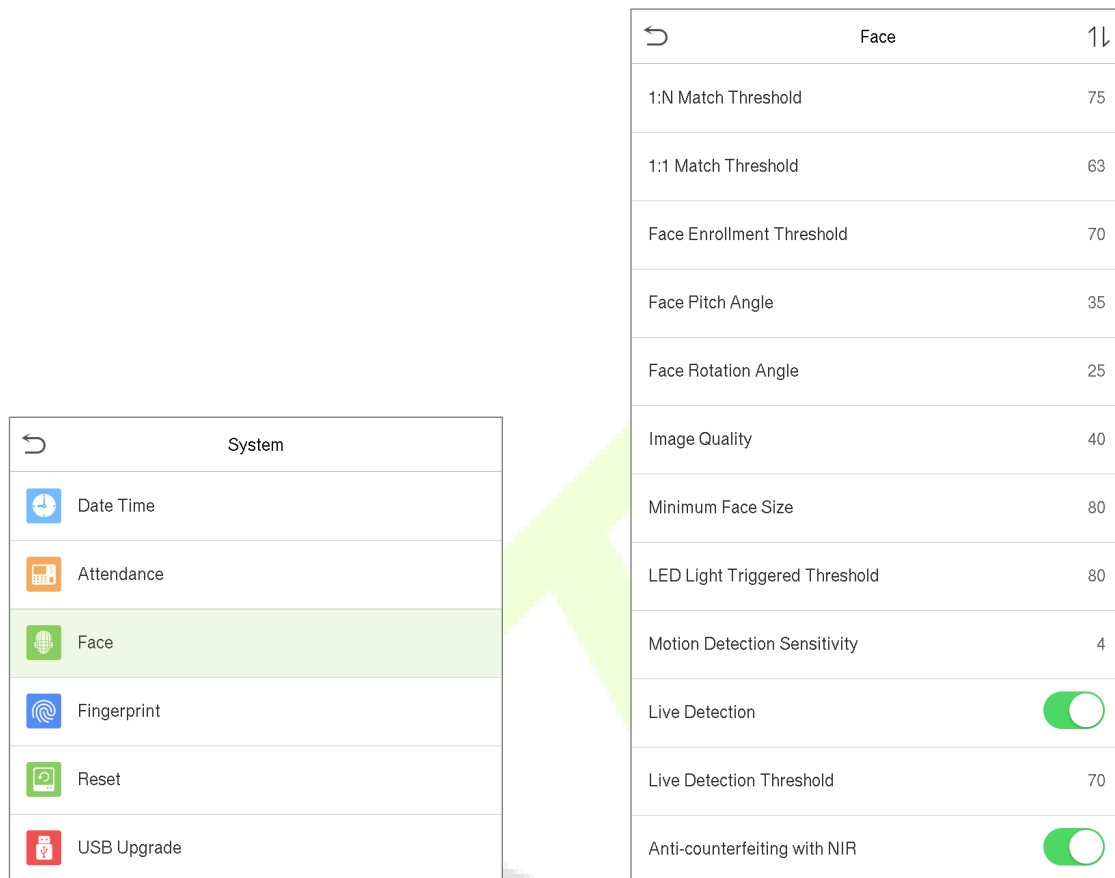 System
Date Time
Attendance
Face
Fingerprint
Reset
USB Upgrade
Face
1:N Match Threshold 75
1:1 Match Threshold 63
Face Enrollment Threshold 70
Face Pitch Angle 35
Face Rotation Angle 25
Image Quality 40
Minimum Face Size 80
LED Light Triggered Threshold 80
Motion Detection Sensitivity 4
Live Detection
Live Detection Threshold 70
Anti-counterfeiting with NIR